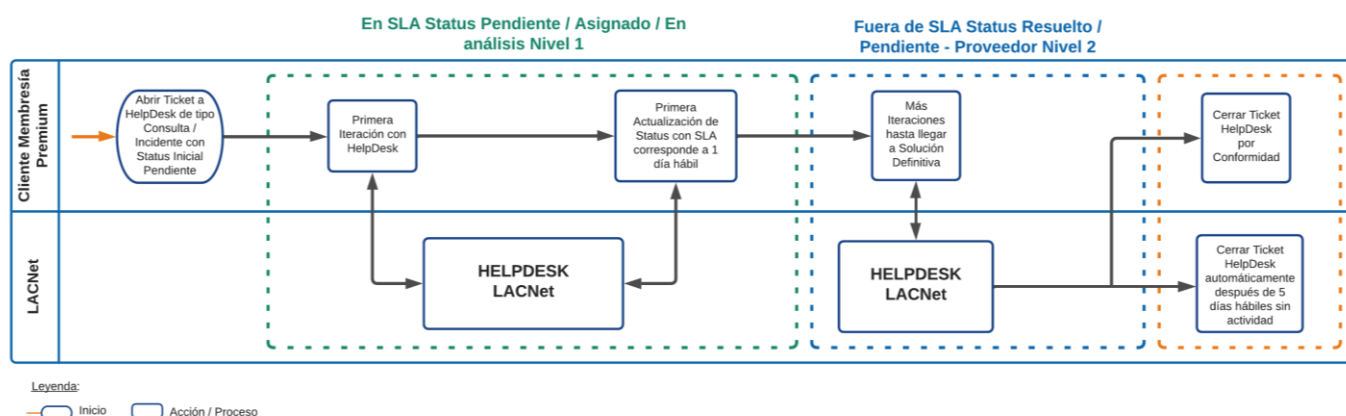 En SLA Status Pendiente / Asignado / En
análisis Nivel 1
Fuera de SLA Status Resuelto /
Pendiente - Proveedor Nivel 2
Cliente Membresía
Premium
Abrir Ticket a
HelpDesk de tipo
Consulta /
Incidente con
Status Inicial
Pendiente
Primera
Iteración con
HelpDesk
Primera
Actualización de
Status con SLA
corresponde a 1
día hábil
Más
Iteraciones
hasta llegar
a Solución
Definitiva
Cerrar Ticket
HelpDesk
por
Conformidad
LACNet
HELPDESK
LACNet
HELPDESK
LACNet
Cerrar Ticket
HelpDesk
automáticamente
después de 5
días hábiles sin
actividad
Leyenda:
Inicio
Acción / Proceso